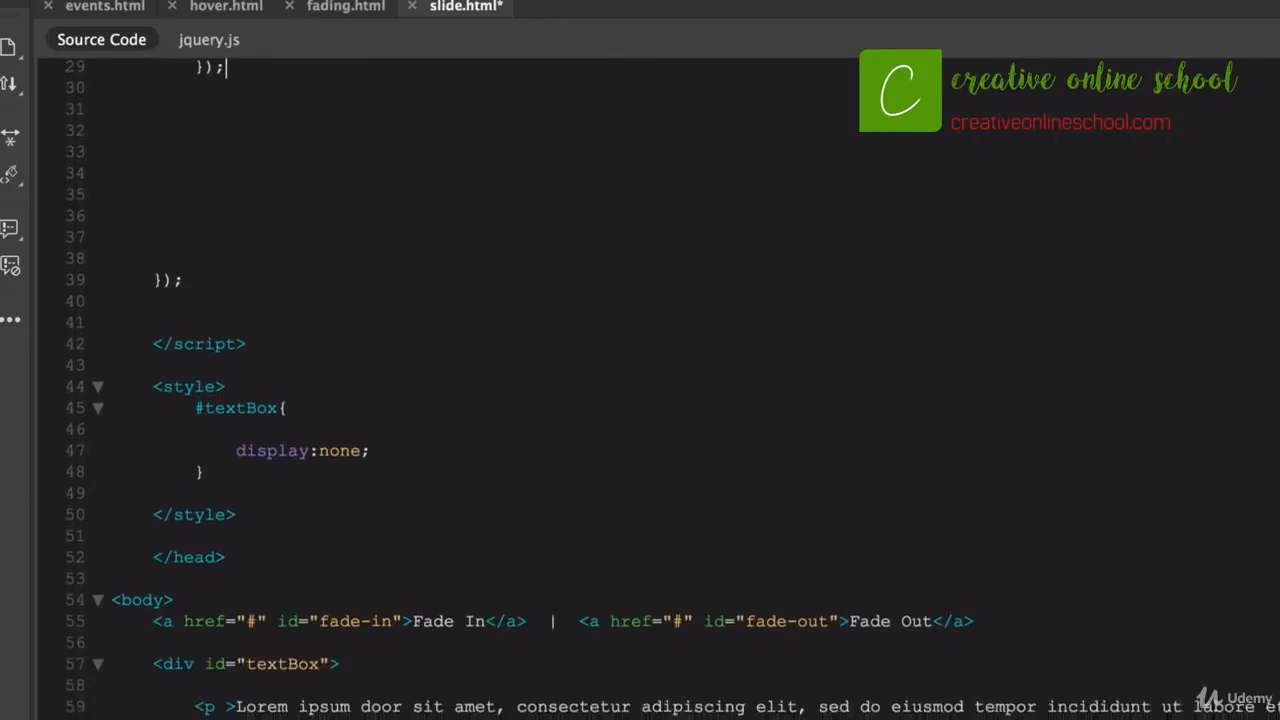 events.html hover.html fading.html slide.html*
Source Code jquery.js
creative online school
creativeonlineschool.com
29 });
30
31
32
33
34
35
36
37
38
39 });
40
41
42 </script>
43
44 <style>
45 #textBox{
46
47 display:none;
48 }
49
50 </style>
51
52 </head>
53
54 <body>
55 <a href="#" id="fade-in">Fade In</a> | <a href="#" id="fade-out">Fade Out</a>
56
57 <div id="textBox">
58
59 <p >Lorem ipsum door sit amet, consectetur adipiscing elit, sed do eiusmod tempor incididunt ut labore et
Udemy